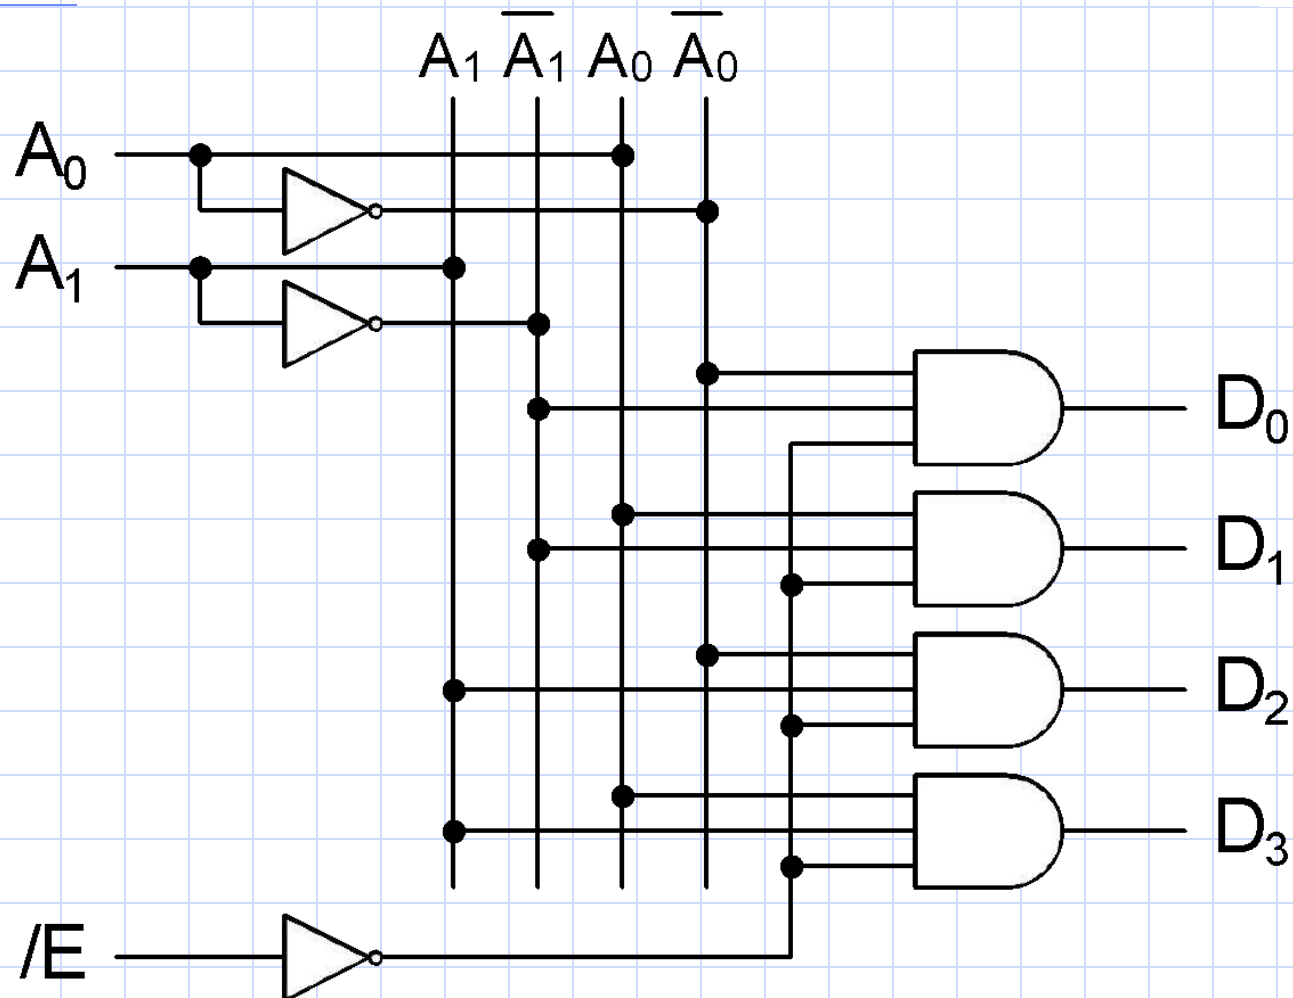 A₁ A̅₁ A₀ A̅₀
A₀
A₁
D₀
D₁
D₂
D₃
/E